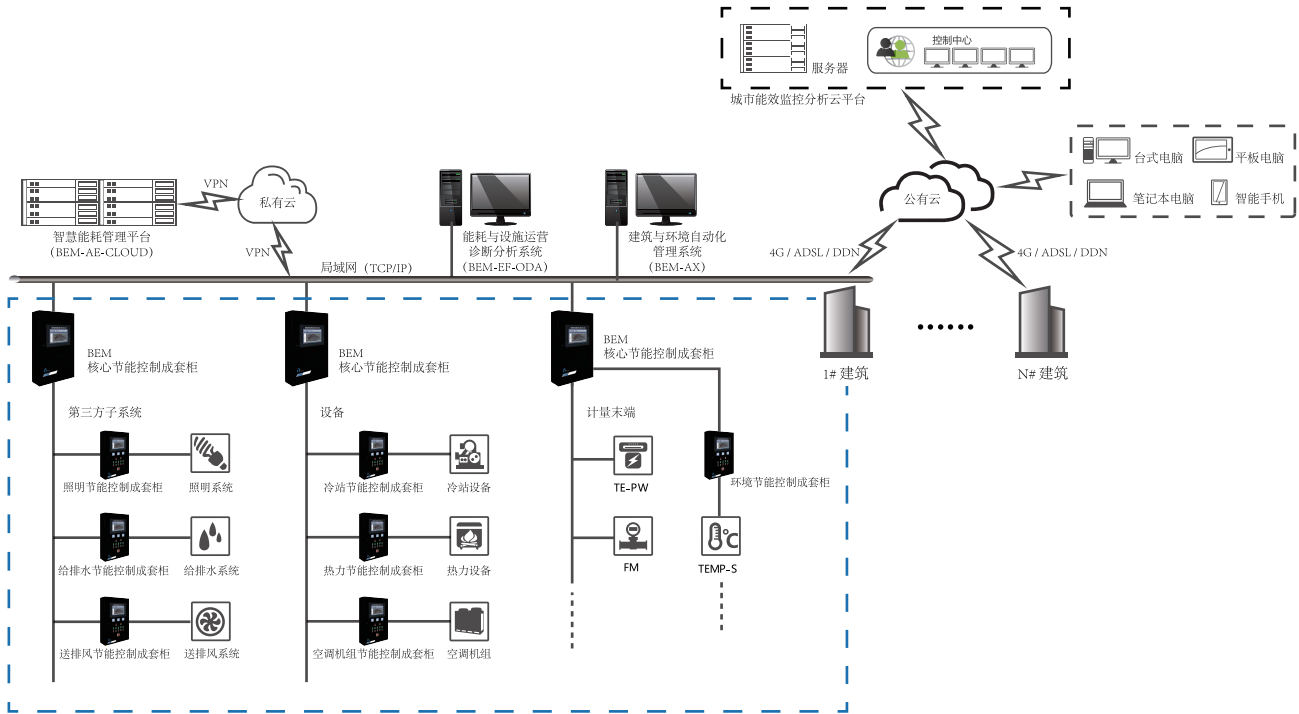 控制中心
服务器
城市能效监控分析云平台
台式电脑
平板电脑
笔记本电脑
智能手机
公有云
VPN
私有云
智慧能耗管理平台
(BEM-AE-CLOUD)
VPN
能耗与设施运营
诊断分析系统
(BEM-EF-ODA)
建筑与环境自动化
管理系统
(BEM-AX)
4G / ADSL / DDN
4G / ADSL / DDN
局域网（TCP/IP）
BEM
核心节能控制成套柜
BEM
核心节能控制成套柜
BEM
核心节能控制成套柜
1# 建筑
N# 建筑
第三方子系统
设备
计量末端
照明节能控制成套柜
照明系统
冷站节能控制成套柜
冷站设备
TE-PW
环境节能控制成套柜
给排水节能控制成套柜
给排水系统
热力节能控制成套柜
热力设备
FM
℃
TEMP-S
送排风节能控制成套柜
送排风系统
空调机组节能控制成套柜
空调机组